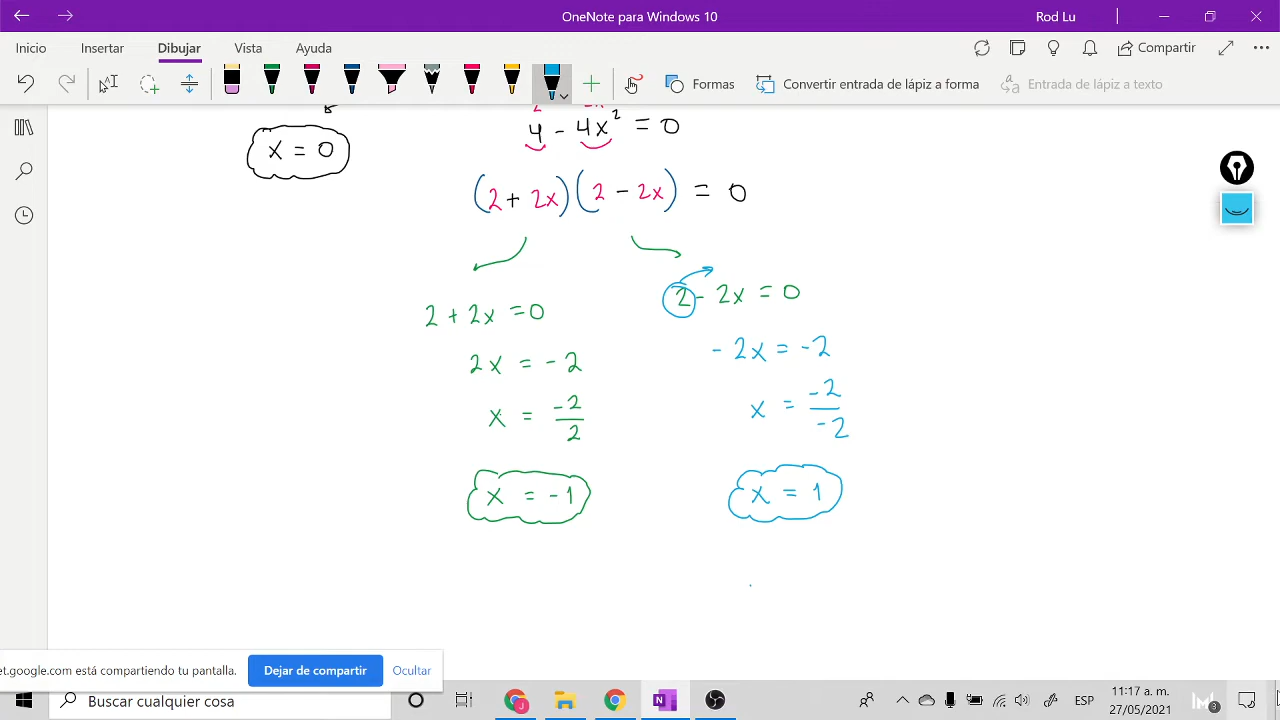 OneNote para Windows 10
Rod Lu
Inicio Insertar Dibujar Vista Ayuda
Compartir
Formas
Convertir entrada de lápiz a forma
Entrada de lápiz a texto
x = 0
4 - 4x² = 0
(2 + 2x)(2 - 2x) = 0
2 + 2x = 0
2x = -2
x = -2/2
x = -1
2 - 2x = 0
- 2x = -2
x = -2/-2
x = 1
et.google.com está compartiendo tu pantalla.
Dejar de compartir
Ocultar
Buscar cualquier cosa
ESP
11:17 a. m.
27/05/2021
3